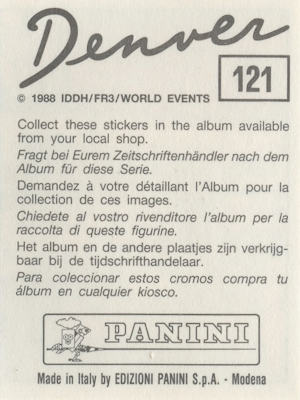 Denver
121
© 1988 IDDH/FR3/WORLD EVENTS
Collect these stickers in the album available
from your local shop.
Fragt bei Eurem Zeitschriftenhändler nach dem
Album für diese Serie.
Demandez à votre détaillant l'Album pour la
collection de ces images.
Chiedete al vostro rivenditore l'album per la
raccolta di queste figurine.
Het album en de andere plaatjes zijn verkrijg-
baar bij de tijdschrifthandelaar.
Para coleccionar estos cromos compra tu
álbum en cualquier kiosco.
PANINI
Made in Italy by EDIZIONI PANINI S.p.A. - Modena